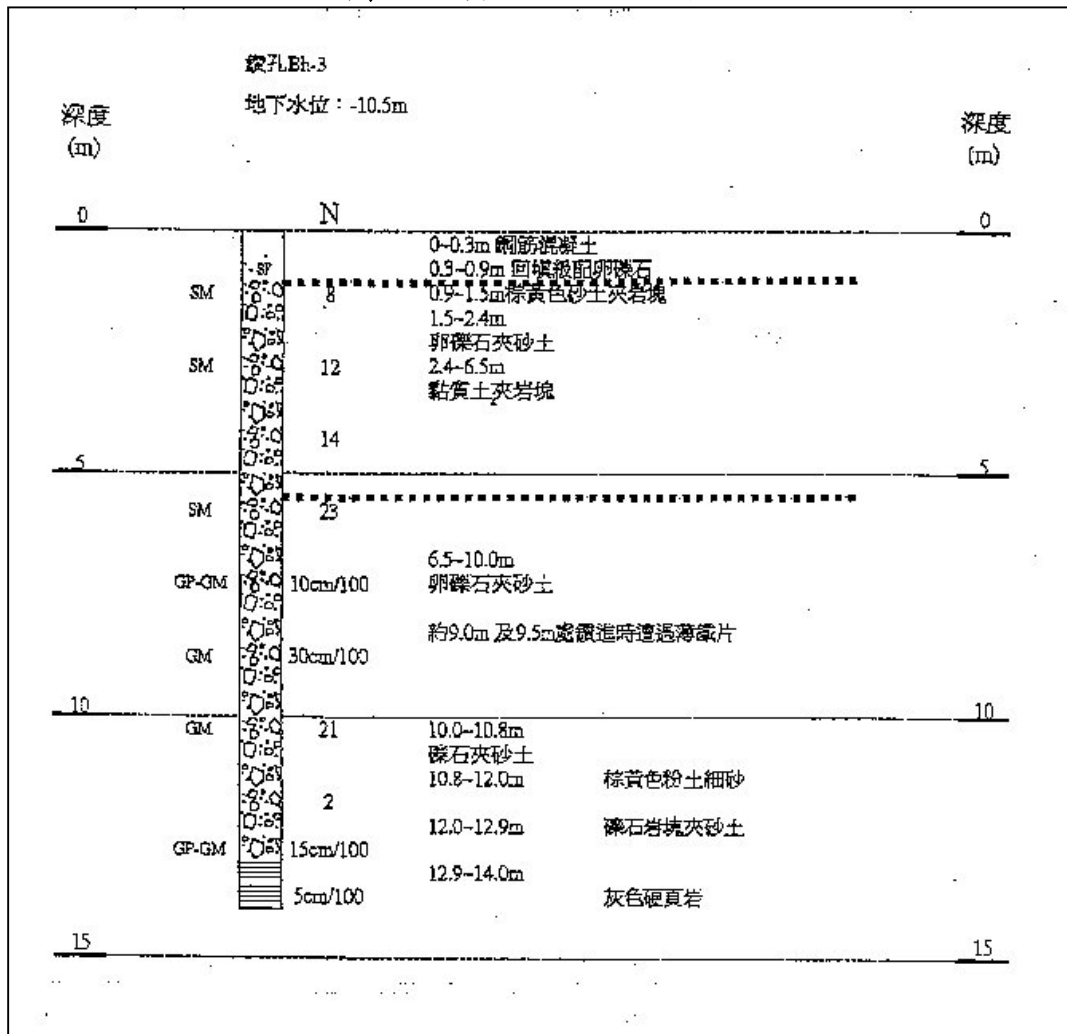 鑽孔Bh-3
地下水位：-10.5m
深度
(m)
深度
(m)
0 N 0
0~0.3m 鋼筋混凝土
SF 0.3~0.9m 回填級配卵礫石
SM 8 0.9~1.5m棕黃色砂土夾岩塊
1.5~2.4m
卵礫石夾砂土
SM 12 2.4~6.5m
黏質土夾岩塊
14
5 5
SM 23
6.5~10.0m
GP-GM 10cm/100 卵礫石夾砂土
約9.0m 及9.5m處鑽進時遭遇薄鐵片
GM 30cm/100
10 10
GM 21 10.0~10.8m
礫石夾砂土
10.8~12.0m 棕黃色粉土細砂
2
12.0~12.9m 礫石岩塊夾砂土
GP-GM 15cm/100
12.9~14.0m
5cm/100 灰色硬頁岩
15 15